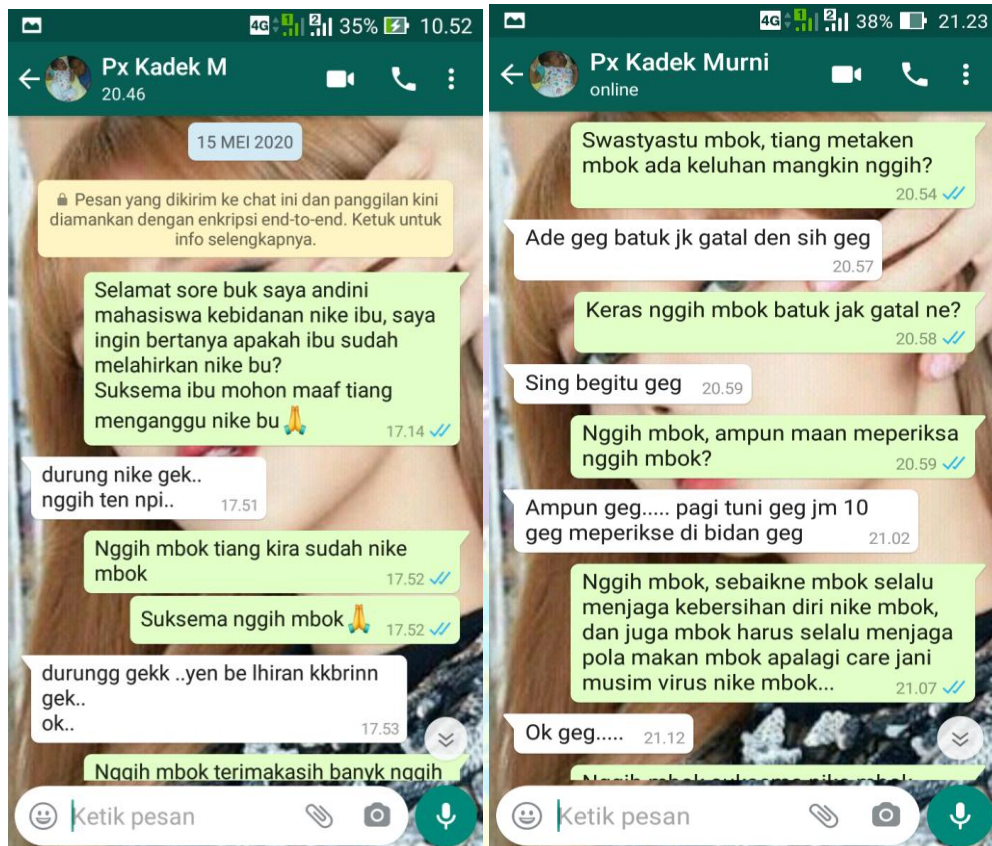 4G 1 2 35% 10.52
Px Kadek M
20.46
15 MEI 2020
Pesan yang dikirim ke chat ini dan panggilan kini
diamankan dengan enkripsi end-to-end. Ketuk untuk
info selengkapnya.
Selamat sore buk saya andini
mahasiswa kebidanan nike ibu, saya
ingin bertanya apakah ibu sudah
melahirkan nike bu?
Suksema ibu mohon maaf tiang
menganggu nike bu🙏
17.14
durung nike gek..
nggih ten npi..
17.51
Nggih mbok tiang kira sudah nike
mbok
17.52
Suksema nggih mbok🙏
17.52
durungg gekk ..yen be lhiran kkbrinn
gek..
ok..
17.53
Nggih mbok terimakasih banyk nggih
Ketik pesan
4G 1 2 38% 21.23
Px Kadek Murni
online
Swastyastu mbok, tiang metaken
mbok ada keluhan mangkin nggih?
20.54
Ade geg batuk jk gatal den sih geg
20.57
Keras nggih mbok batuk jak gatal ne?
20.58
Sing begitu geg
20.59
Nggih mbok, ampun maan meperiksa
nggih mbok?
20.59
Ampun geg..... pagi tuni geg jm 10
geg meperikse di bidan geg
21.02
Nggih mbok, sebaikne mbok selalu
menjaga kebersihan diri nike mbok,
dan juga mbok harus selalu menjaga
pola makan mbok apalagi care jani
musim virus nike mbok...
21.07
Ok geg.....
21.12
Nggih mbok suksema nike mbok
Ketik pesan